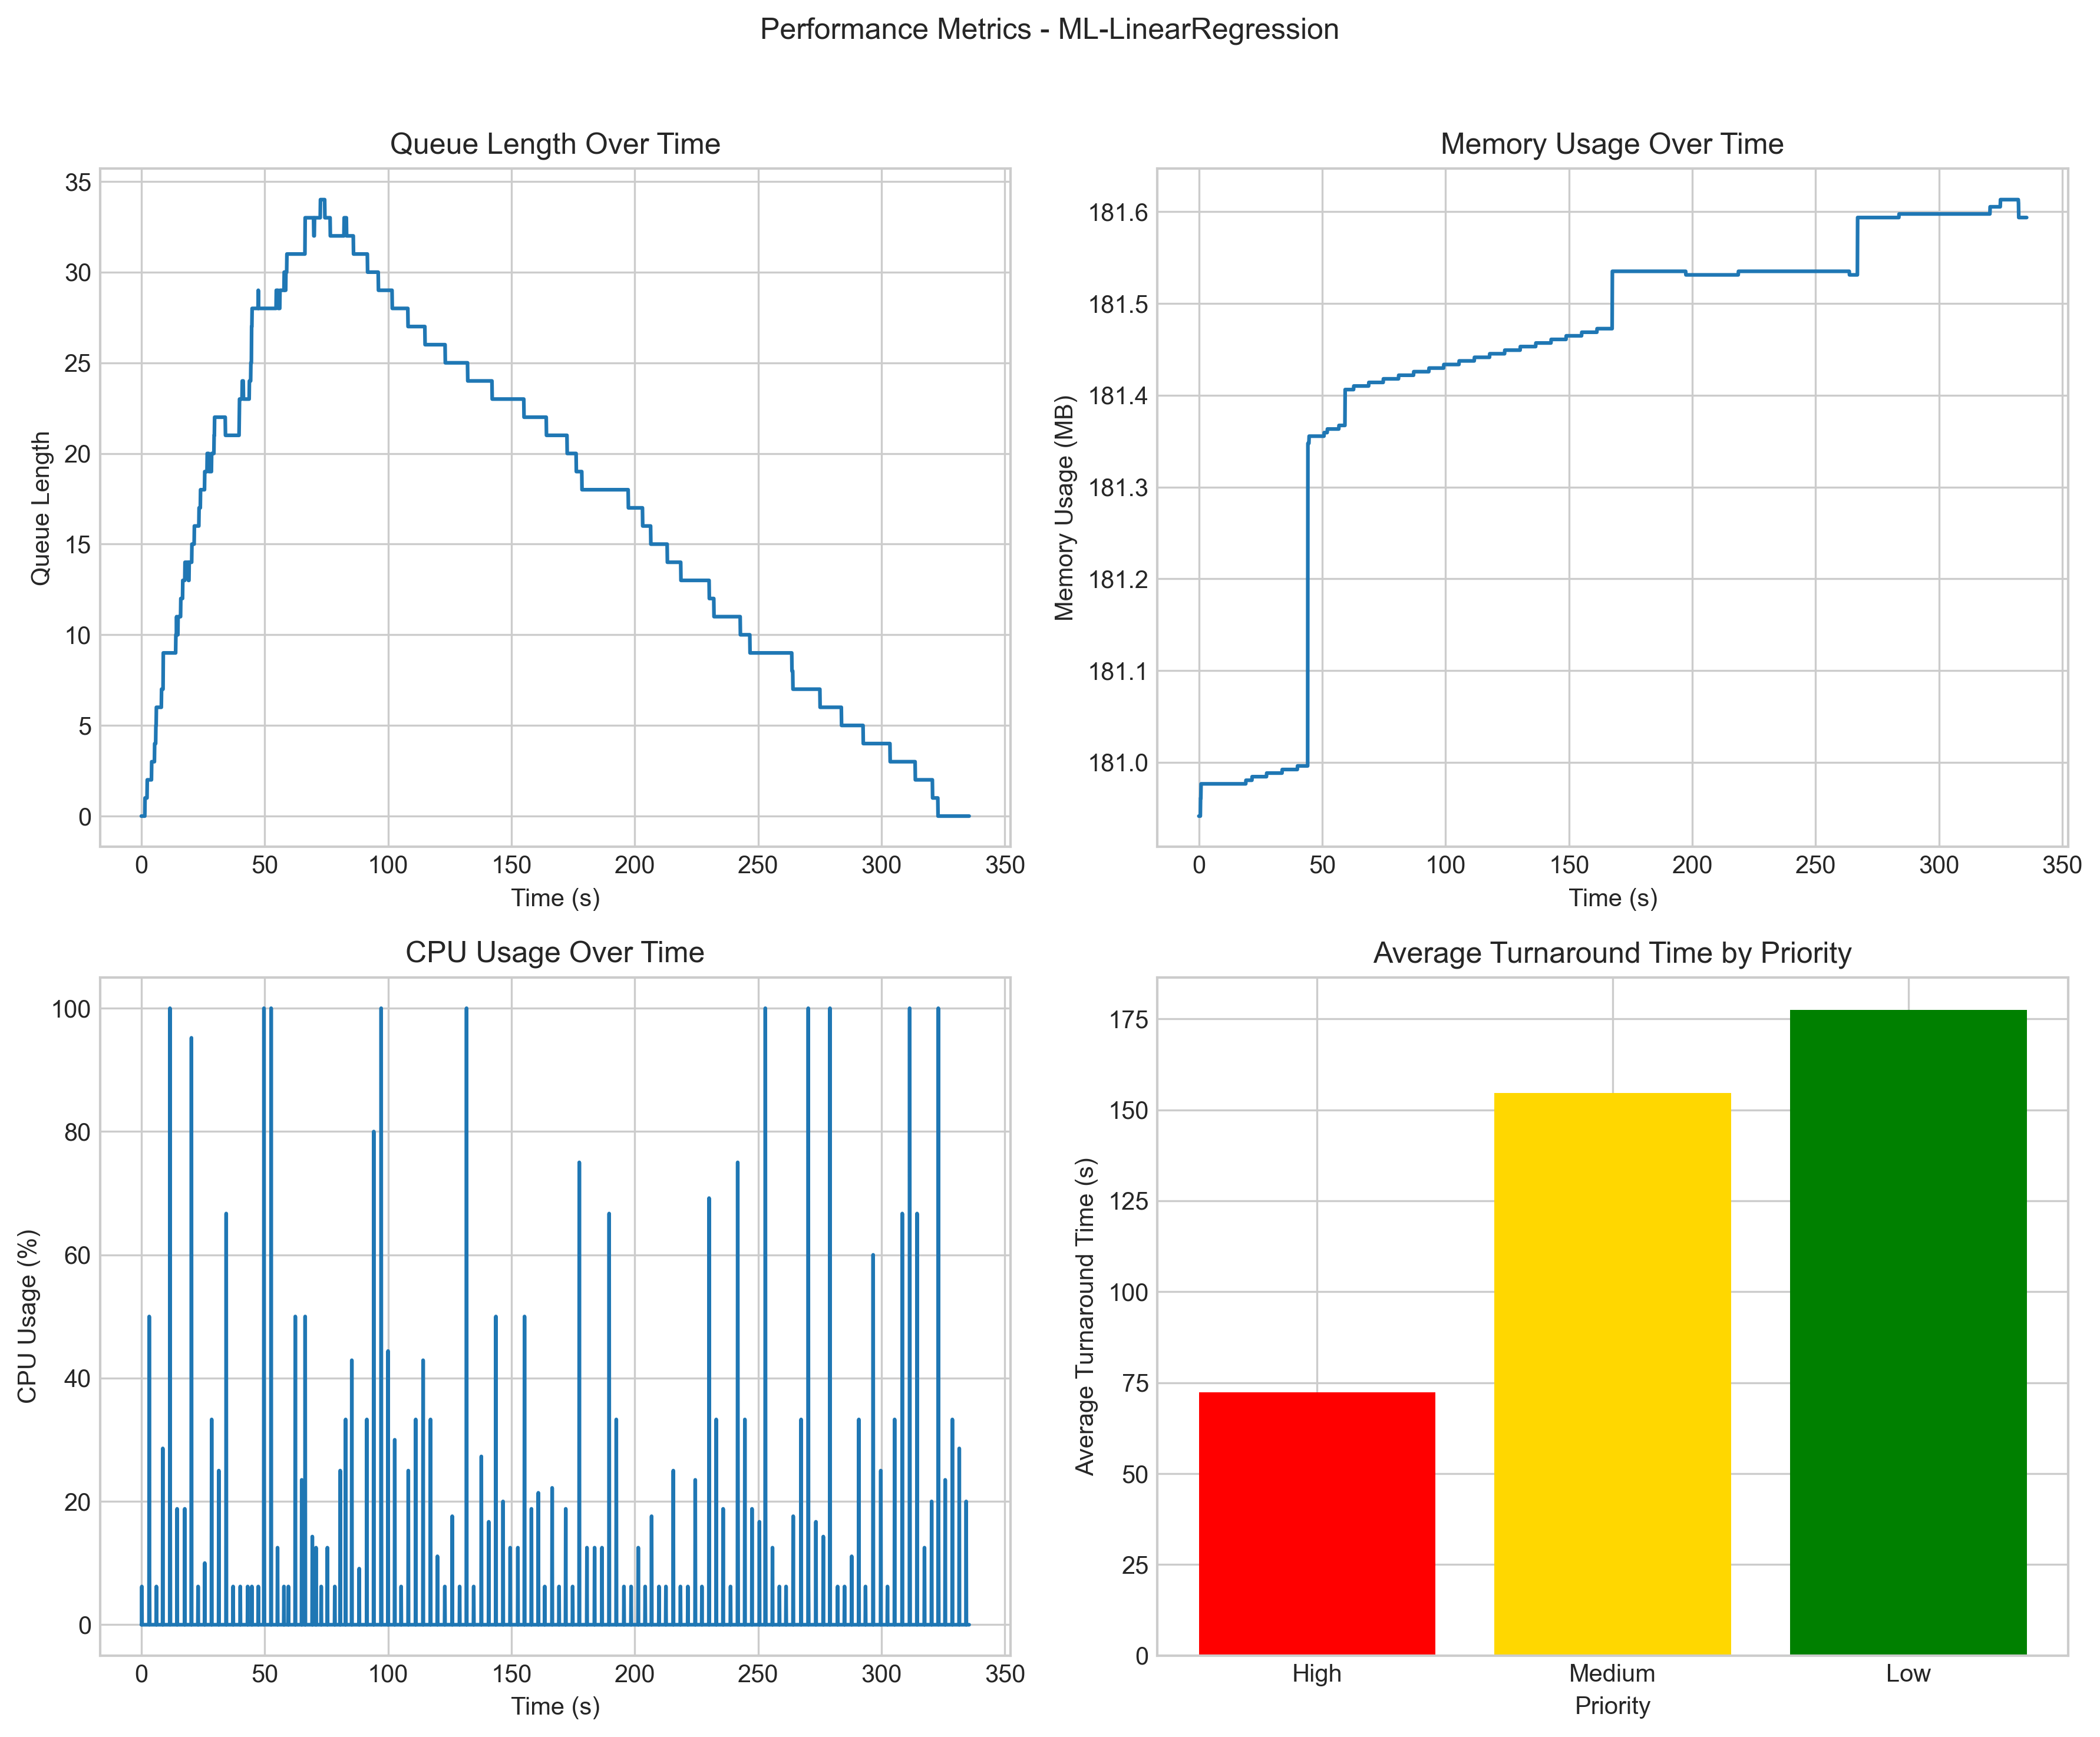 Performance Metrics - ML-LinearRegression
Queue Length Over Time
35
30
25
20
15
10
5
0
Queue Length
0 50 100 150 200 250 300 350
Time (s)
Memory Usage Over Time
181.6
181.5
181.4
181.3
181.2
181.1
181.0
Memory Usage (MB)
0 50 100 150 200 250 300 350
Time (s)
CPU Usage Over Time
100
80
60
40
20
0
CPU Usage (%)
0 50 100 150 200 250 300 350
Time (s)
Average Turnaround Time by Priority
175
150
125
100
75
50
25
0
Average Turnaround Time (s)
High Medium Low
Priority